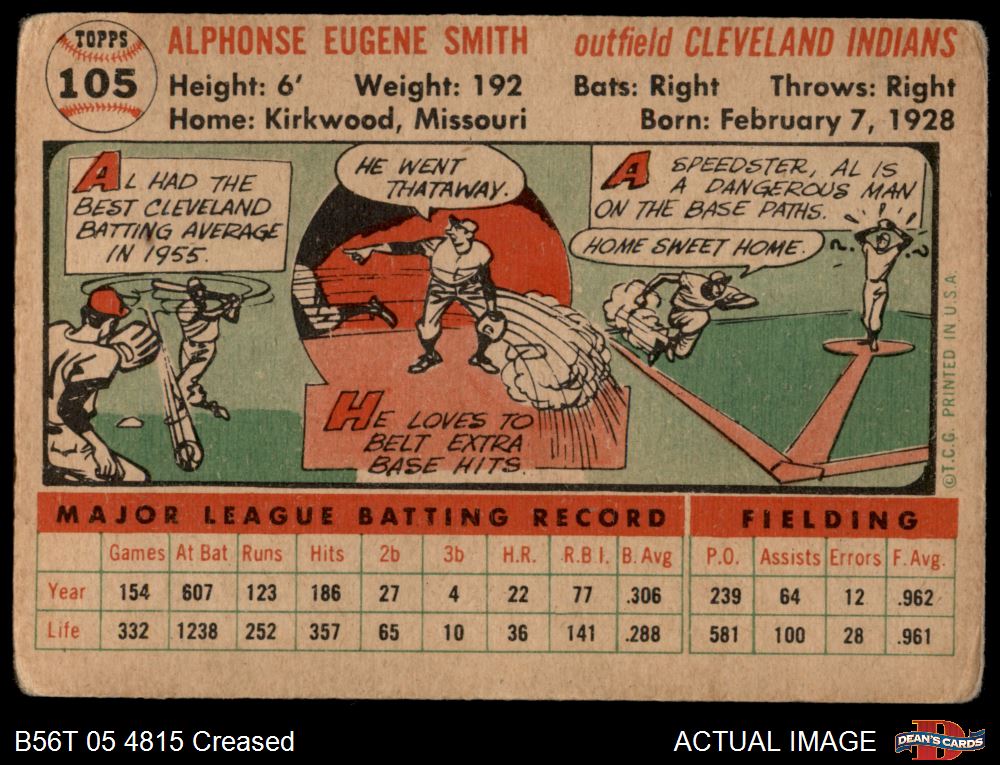 TOPPS
105
ALPHONSE EUGENE SMITH
outfield CLEVELAND INDIANS
Height: 6' Weight: 192 Bats: Right Throws: Right
Home: Kirkwood, Missouri Born: February 7, 1928
AL HAD THE
BEST CLEVELAND
BATTING AVERAGE
IN 1955.
HE WENT
THATAWAY.
HE LOVES TO
BELT EXTRA
BASE HITS.
A SPEEDSTER, AL IS
A DANGEROUS MAN
ON THE BASE PATHS.
HOME SWEET HOME.
? ?
©T.C.G. PRINTED IN U.S.A.
MAJOR LEAGUE BATTING RECORD FIELDING
Games At Bat Runs Hits 2b 3b H.R. R.B.I. B. Avg P.O. Assists Errors F. Avg.
Year 154 607 123 186 27 4 22 77 .306 239 64 12 .962
Life 332 1238 252 357 65 10 36 141 .288 581 100 28 .961
B56T 05 4815 Creased ACTUAL IMAGE
DEAN'S CARDS